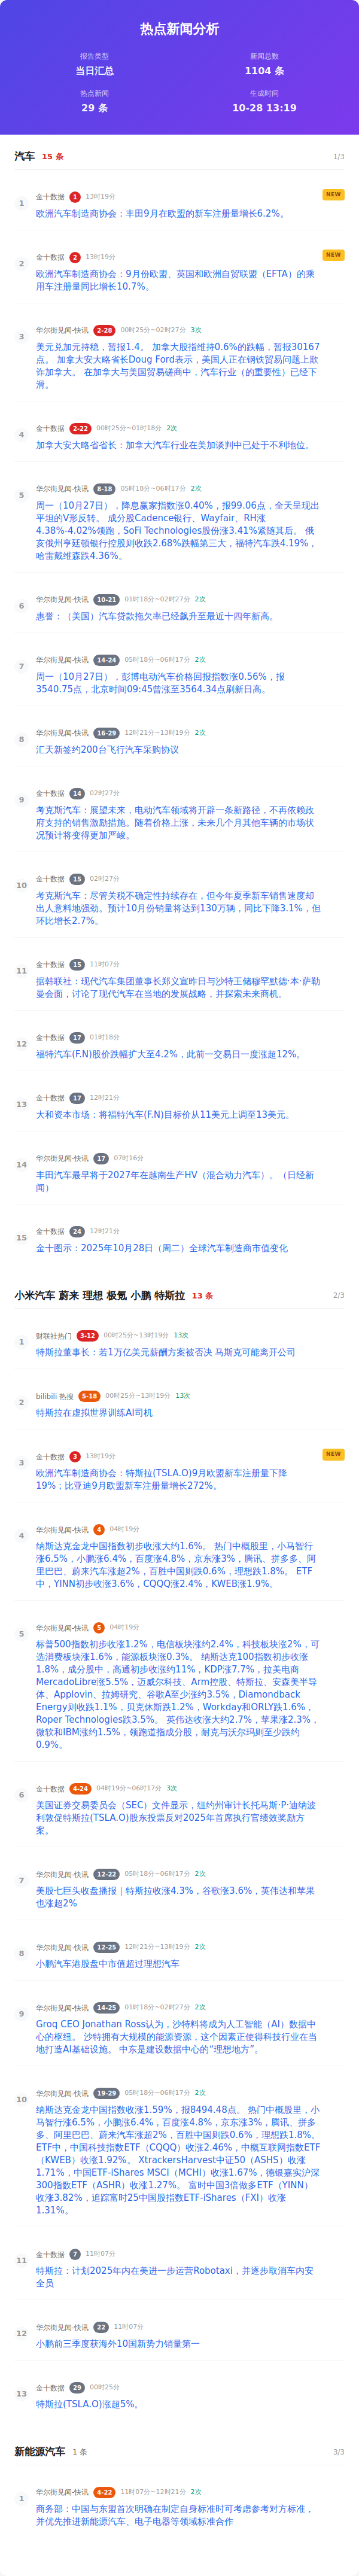 热点新闻分析
报告类型
当日汇总
新闻总数
1104 条
热点新闻
29 条
生成时间
10-28 13:19
汽车 15 条 1/3
1 金十数据 1 13时19分 NEW
欧洲汽车制造商协会：丰田9月在欧盟的新车注册量增长6.2%。
2 金十数据 2 13时19分 NEW
欧洲汽车制造商协会：9月份欧盟、英国和欧洲自贸联盟（EFTA）的乘
用车注册量同比增长10.7%。
3 华尔街见闻-快讯 2-28 00时25分~02时27分 3次
美元兑加元持稳，暂报1.4。 加拿大股指维持0.6%的跌幅，暂报30167
点。 加拿大安大略省长Doug Ford表示，美国人正在钢铁贸易问题上欺
诈加拿大。 在加拿大与美国贸易磋商中，汽车行业（的重要性）已经下
滑。
4 金十数据 2-22 00时25分~01时18分 2次
加拿大安大略省省长：加拿大汽车行业在美加谈判中已处于不利地位。
5 华尔街见闻-快讯 8-18 05时18分~06时17分 2次
周一（10月27日），降息赢家指数涨0.40%，报99.06点，全天呈现出
平坦的V形反转。 成分股Cadence银行、Wayfair、RH涨
4.38%-4.02%领跑，SoFi Technologies股份涨3.41%紧随其后。 俄
亥俄州亨廷顿银行控股则收跌2.68%跌幅第三大，福特汽车跌4.19%，
哈雷戴维森跌4.36%。
6 华尔街见闻-快讯 10-21 01时18分~02时27分 2次
惠誉：（美国）汽车贷款拖欠率已经飙升至最近十四年新高。
7 华尔街见闻-快讯 14-24 05时18分~06时17分 2次
周一（10月27日），彭博电动汽车价格回报指数涨0.56%，报
3540.75点，北京时间09:45曾涨至3564.34点刷新日高。
8 华尔街见闻-快讯 16-29 12时21分~13时19分 2次
汇天新签约200台飞行汽车采购协议
9 金十数据 14 02时27分
考克斯汽车：展望未来，电动汽车领域将开辟一条新路径，不再依赖政
府支持的销售激励措施。随着价格上涨，未来几个月其他车辆的市场状
况预计将变得更加严峻。
10 金十数据 15 02时27分
考克斯汽车：尽管关税不确定性持续存在，但今年夏季新车销售速度却
出人意料地强劲。预计10月份销量将达到130万辆，同比下降3.1%，但
环比增长2.7%。
11 金十数据 15 11时07分
据韩联社：现代汽车集团董事长郑义宣昨日与沙特王储穆罕默德·本·萨勒
曼会面，讨论了现代汽车在当地的发展战略，并探索未来商机。
12 金十数据 17 01时18分
福特汽车(F.N)股价跌幅扩大至4.2%，此前一交易日一度涨超12%。
13 金十数据 17 12时21分
大和资本市场：将福特汽车(F.N)目标价从11美元上调至13美元。
14 华尔街见闻-快讯 17 07时16分
丰田汽车最早将于2027年在越南生产HV（混合动力汽车）。（日经新
闻）
15 金十数据 24 12时21分
金十图示：2025年10月28日（周二）全球汽车制造商市值变化
小米汽车 蔚来 理想 极氪 小鹏 特斯拉 13 条 2/3
1 财联社热门 3-12 00时25分~13时19分 13次
特斯拉董事长：若1万亿美元薪酬方案被否决 马斯克可能离开公司
2 bilibili 热搜 5-18 00时25分~13时19分 13次
特斯拉在虚拟世界训练AI司机
3 金十数据 3 13时19分 NEW
欧洲汽车制造商协会：特斯拉(TSLA.O)9月欧盟新车注册量下降
19%；比亚迪9月欧盟新车注册量增长272%。
4 华尔街见闻-快讯 4 04时19分
纳斯达克金龙中国指数初步收涨大约1.6%。 热门中概股里，小马智行
涨6.5%，小鹏涨6.4%，百度涨4.8%，京东涨3%，腾讯、拼多多、阿
里巴巴、蔚来汽车涨超2%，百胜中国则跌0.6%，理想跌1.8%。 ETF
中，YINN初步收涨3.6%，CQQQ涨2.4%，KWEB涨1.9%。
5 华尔街见闻-快讯 5 04时19分
标普500指数初步收涨1.2%，电信板块涨约2.4%，科技板块涨2%，可
选消费板块涨1.6%，能源板块涨0.3%。 纳斯达克100指数初步收涨
1.8%，成分股中，高通初步收涨约11%，KDP涨7.7%，拉美电商
MercadoLibre涨5.5%，迈威尔科技、Arm控股、特斯拉、安森美半导
体、Applovin、拉姆研究、谷歌A至少涨约3.5%，Diamondback
Energy则收跌1.1%，贝克休斯跌1.2%，Workday和ORLY跌1.6%，
Roper Technologies跌3.5%。 英伟达收涨大约2.7%，苹果涨2.3%，
微软和IBM涨约1.5%，领跑道指成分股，耐克与沃尔玛则至少跌约
0.9%。
6 金十数据 4-24 04时19分~06时17分 3次
美国证券交易委员会（SEC）文件显示，纽约州审计长托马斯·P·迪纳波
利敦促特斯拉(TSLA.O)股东投票反对2025年首席执行官绩效奖励方
案。
7 华尔街见闻-快讯 12-22 05时18分~06时17分 2次
美股七巨头收盘播报｜特斯拉收涨4.3%，谷歌涨3.6%，英伟达和苹果
也涨超2%
8 华尔街见闻-快讯 12-25 12时21分~13时19分 2次
小鹏汽车港股盘中市值超过理想汽车
9 华尔街见闻-快讯 14-25 01时18分~02时27分 2次
Groq CEO Jonathan Ross认为，沙特料将成为人工智能（AI）数据中
心的枢纽。 沙特拥有大规模的能源资源，这个因素正使得科技行业在当
地打造AI基础设施。 中东是建设数据中心的“理想地方”。
10 华尔街见闻-快讯 19-29 05时18分~06时17分 2次
纳斯达克金龙中国指数收涨1.59%，报8494.48点。 热门中概股里，小
马智行涨6.5%，小鹏涨6.4%，百度涨4.8%，京东涨3%，腾讯、拼多
多、阿里巴巴、蔚来汽车涨超2%，百胜中国则跌0.6%，理想跌1.8%。
ETF中，中国科技指数ETF（CQQQ）收涨2.46%，中概互联网指数ETF
（KWEB）收涨1.92%。 XtrackersHarvest中证50（ASHS）收涨
1.71%，中国ETF-iShares MSCI（MCHI）收涨1.67%，德银嘉实沪深
300指数ETF（ASHR）收涨1.27%。 富时中国3倍做多ETF（YINN）
收涨3.82%，追踪富时25中国股指数ETF-iShares（FXI）收涨
1.31%。
11 金十数据 7 11时07分
特斯拉：计划2025年内在美进一步运营Robotaxi，并逐步取消车内安
全员
12 华尔街见闻-快讯 22 11时07分
小鹏前三季度获海外10国新势力销量第一
13 金十数据 29 00时25分
特斯拉(TSLA.O)涨超5%。
新能源汽车 1 条 3/3
1 华尔街见闻-快讯 4-22 11时07分~12时21分 2次
商务部：中国与东盟首次明确在制定自身标准时可考虑参考对方标准，
并优先推进新能源汽车、电子电器等领域标准合作